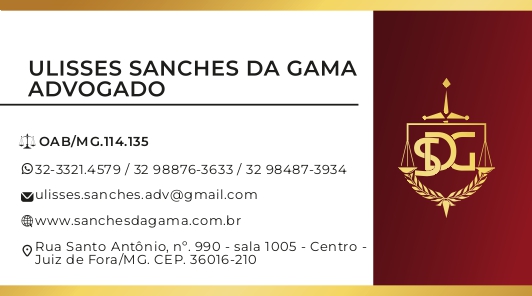 ULISSES SANCHES DA GAMA
ADVOGADO
OAB/MG.114.135
32-3321.4579 / 32 98876-3633 / 32 98487-3934
ulisses.sanches.adv@gmail.com
www.sanchesdagama.com.br
Rua Santo Antônio, nº. 990 - sala 1005 - Centro -
Juiz de Fora/MG. CEP. 36016-210
SDG